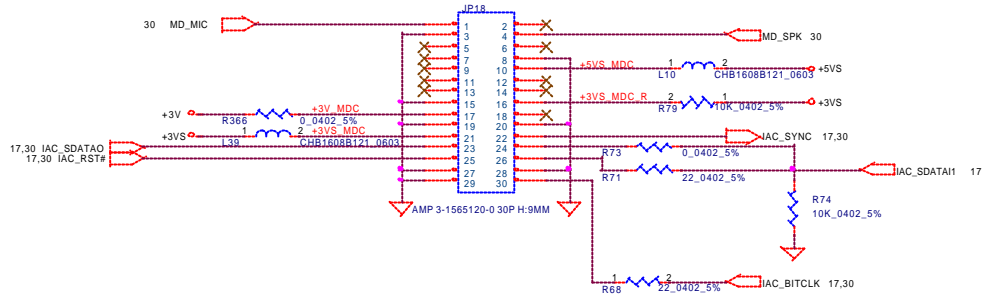 JP18
30 MD_MIC
1 2
3 4
MD_SPK 30
5 6
7 8
9 10
+5VS_MDC
L10
1 2
CHB1608B121_0603
+5VS
11 12
13 14
15 16
+3VS_MDC_R
R79
2 1
10K_0402_5%
+3VS
+3V
R366
+3V_MDC
0_0402_5%
17 18
19 20
+3VS
L39
1 2
+3VS_MDC
CHB1608B121_0603
21 22
IAC_SYNC 17,30
17,30 IAC_SDATAO
23 24
R73
0_0402_5%
17,30 IAC_RST#
25 26
R71
22_0402_5%
IAC_SDATAI1 17
27 28
29 30
R74
10K_0402_5%
AMP 3-1565120-0 30P H:9MM
R68
1 2
22_0402_5%
IAC_BITCLK 17,30